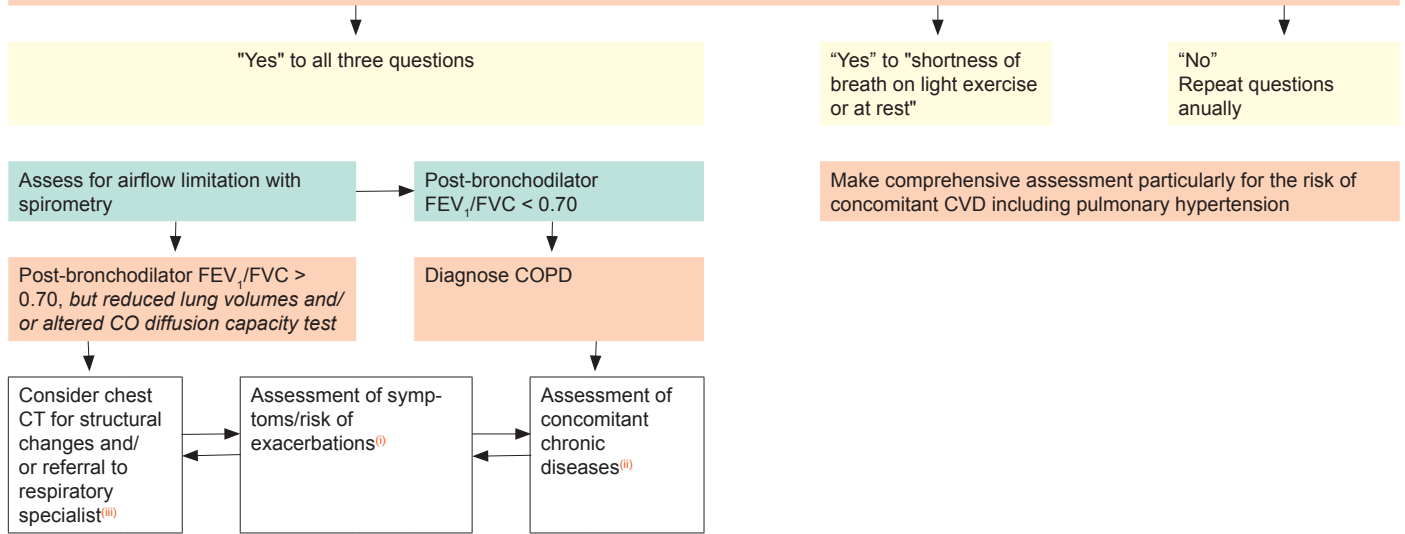 "Yes" to all three questions
“Yes” to "shortness of
breath on light exercise
or at rest"
“No”
Repeat questions
anually
Assess for airflow limitation with
spirometry
Post-bronchodilator
FEV₁/FVC < 0.70
Make comprehensive assessment particularly for the risk of
concomitant CVD including pulmonary hypertension
Post-bronchodilator FEV₁/FVC >
0.70, but reduced lung volumes and/
or altered CO diffusion capacity test
Diagnose COPD
Consider chest
CT for structural
changes and/
or referral to
respiratory
specialist(iii)
Assessment of symp-
toms/risk of
exacerbations(i)
Assessment of
concomitant
chronic
diseases(ii)